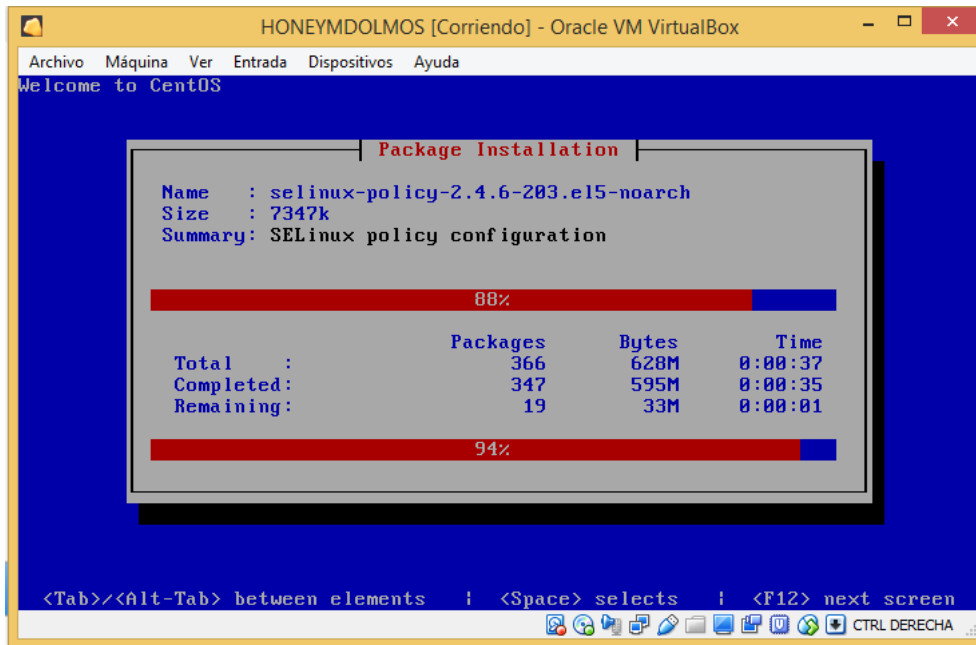 HONEYMDOLMOS [Corriendo] - Oracle VM VirtualBox
Archivo Máquina Ver Entrada Dispositivos Ayuda
Welcome to CentOS
Package Installation
Name : selinux-policy-2.4.6-203.el5-noarch
Size : 7347k
Summary: SELinux policy configuration
88%
Packages Bytes Time
Total : 366 628M 0:00:37
Completed: 347 595M 0:00:35
Remaining: 19 33M 0:00:01
94%
<Tab>/<Alt-Tab> between elements | <Space> selects | <F12> next screen
CTRL DERECHA